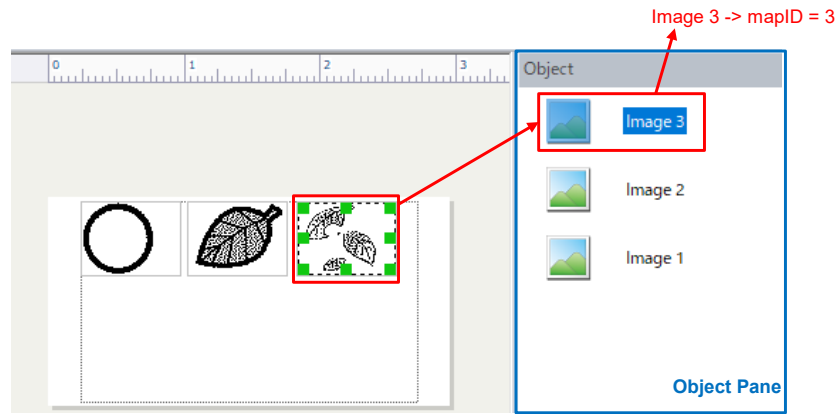 Image 3 -> mapID = 3
0 1 2 3
Object
Image 3
Image 2
Image 1
Object Pane